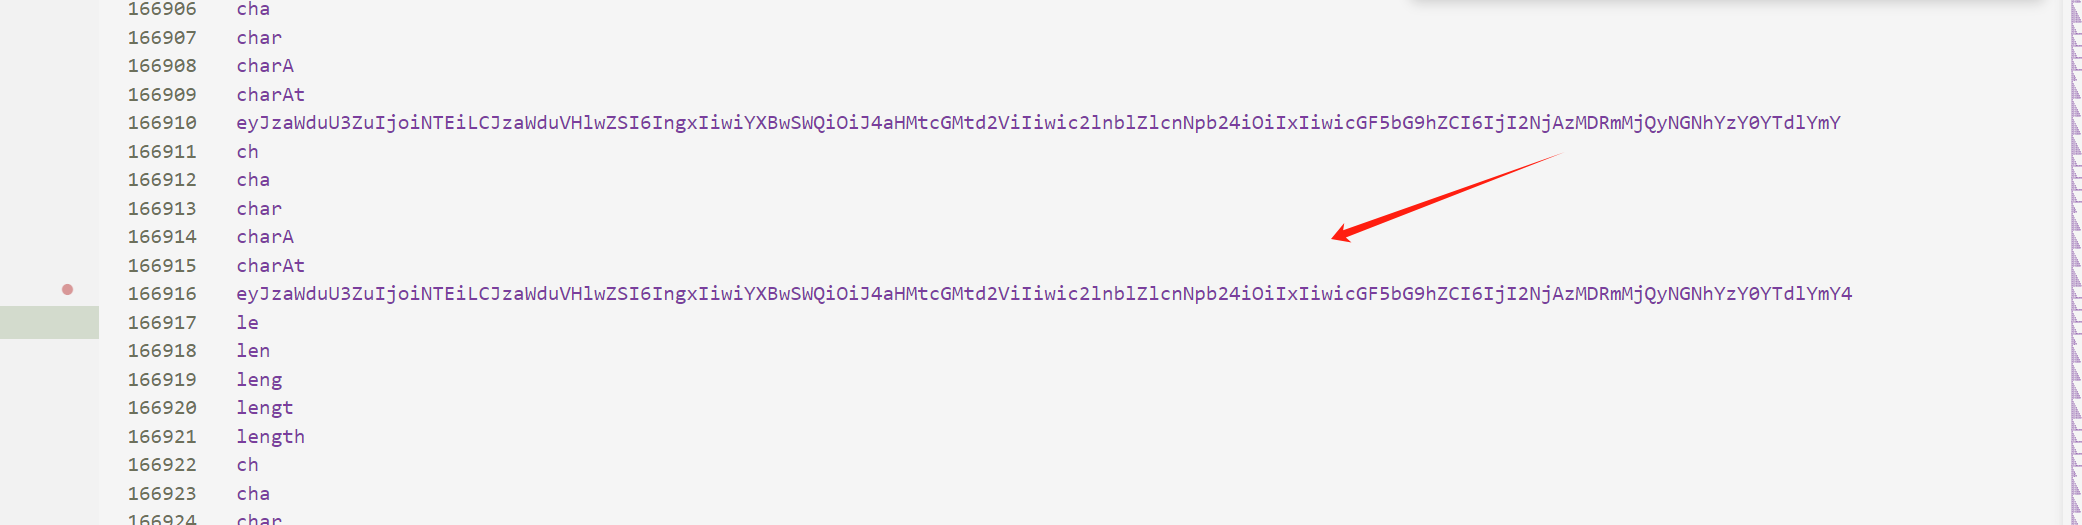 166906 cha
166907 char
166908 charA
166909 charAt
166910 eyJzaWduU3ZuIjoiNTEiLCJzaWduVHlwZSI6IngxIiwiYXBwSWQiOiJ4aHMtcGMtd2ViIiwic2lnblZlcnNpb24iOiIxIiwicGF5bG9hZCI6IjI2NjAzMDRmMjQyNGNhYzY0YTdlYmY
166911 ch
166912 cha
166913 char
166914 charA
166915 charAt
166916 eyJzaWduU3ZuIjoiNTEiLCJzaWduVHlwZSI6IngxIiwiYXBwSWQiOiJ4aHMtcGMtd2ViIiwic2lnblZlcnNpb24iOiIxIiwicGF5bG9hZCI6IjI2NjAzMDRmMjQyNGNhYzY0YTdlYmY4
166917 le
166918 len
166919 leng
166920 lengt
166921 length
166922 ch
166923 cha
166924 char